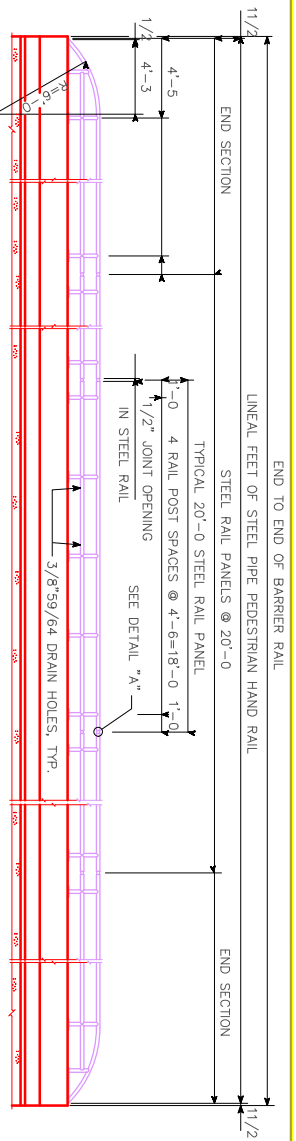 END TO END OF BARRIER RAIL
11/2 LINEAL FEET OF STEEL PIPE PEDESTRIAN HAND RAIL 11/2
END SECTION STEEL RAIL PANELS @ 20'-0 END SECTION
TYPICAL 20'-0 STEEL RAIL PANEL
4'-5 1'-0 4 RAIL POST SPACES @ 4'-6=18'-0 1'-0
1/2 4'-3 1/2" JOINT OPENING
IN STEEL RAIL
SEE DETAIL "A"
R=6'-0
3/8"59/64 DRAIN HOLES, TYP.